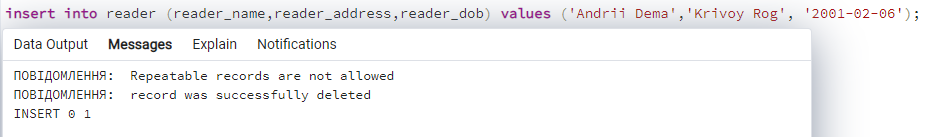 insert into reader (reader_name,reader_address,reader_dob) values ('Andrii Dema','Krivoy Rog', '2001-02-06');
Data Output Messages Explain Notifications
ПОВІДОМЛЕННЯ:  Repeatable records are not allowed
ПОВІДОМЛЕННЯ:  record was successfully deleted
INSERT 0 1